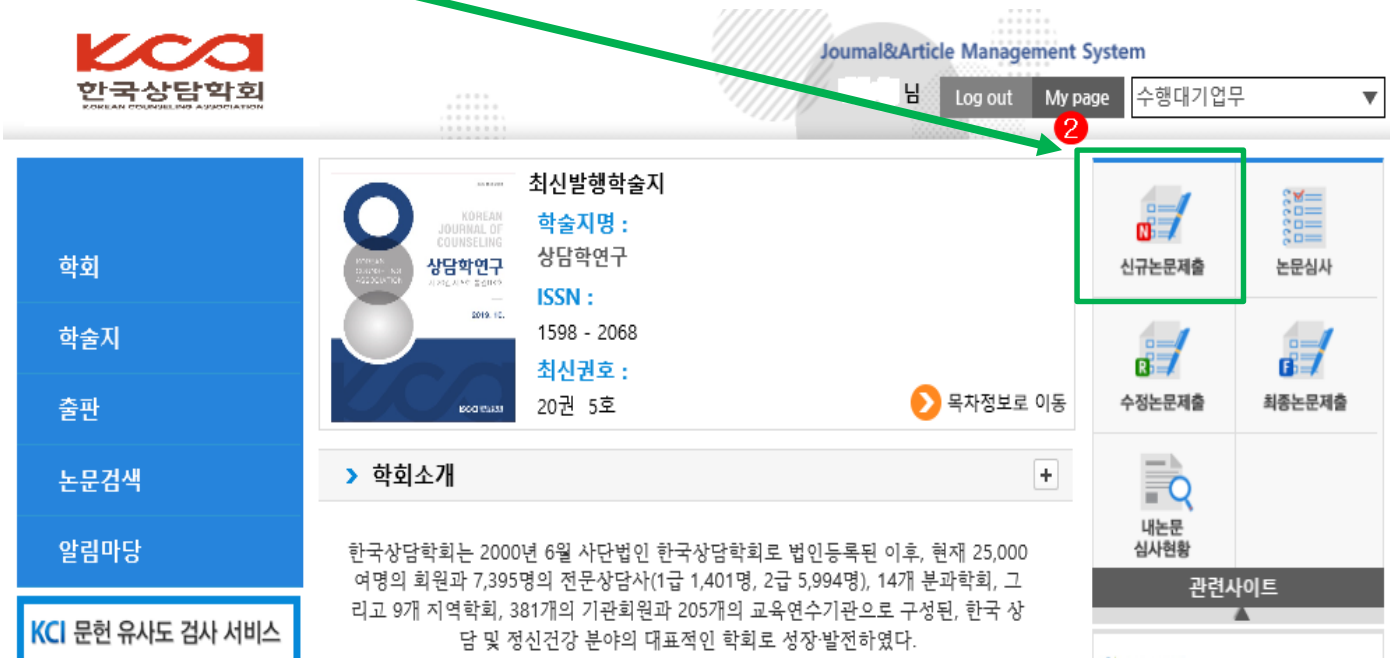 kca
한국상담학회
KOREAN COUNSELING ASSOCIATION
Journal&Article Management System
님 Log out My page 수행대기업무 ▼
2
학회
학술지
출판
논문검색
알림마당
KCI 문헌 유사도 검사 서비스
KOREAN
JOURNAL OF
COUNSELING
상담학연구
2019. 10.
최신발행학술지
학술지명 :
상담학연구
ISSN :
1598 - 2068
최신권호 :
20권 5호
목차정보로 이동
학회소개
+
한국상담학회는 2000년 6월 사단법인 한국상담학회로 법인등록된 이후, 현재 25,000
여명의 회원과 7,395명의 전문상담사(1급 1,401명, 2급 5,994명), 14개 분과학회, 그
리고 9개 지역학회, 381개의 기관회원과 205개의 교육연수기관으로 구성된, 한국 상
담 및 정신건강 분야의 대표적인 학회로 성장·발전하였다.
N
신규논문제출
논문심사
R
수정논문제출
F
최종논문제출
내논문
심사현황
관련사이트